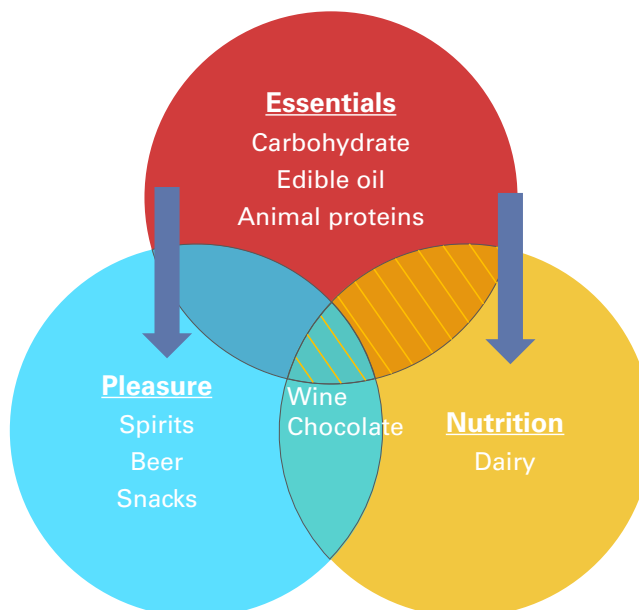 Essentials
Carbohydrate
Edible oil
Animal proteins
Pleasure
Spirits
Beer
Snacks
Wine
Chocolate
Nutrition
Dairy